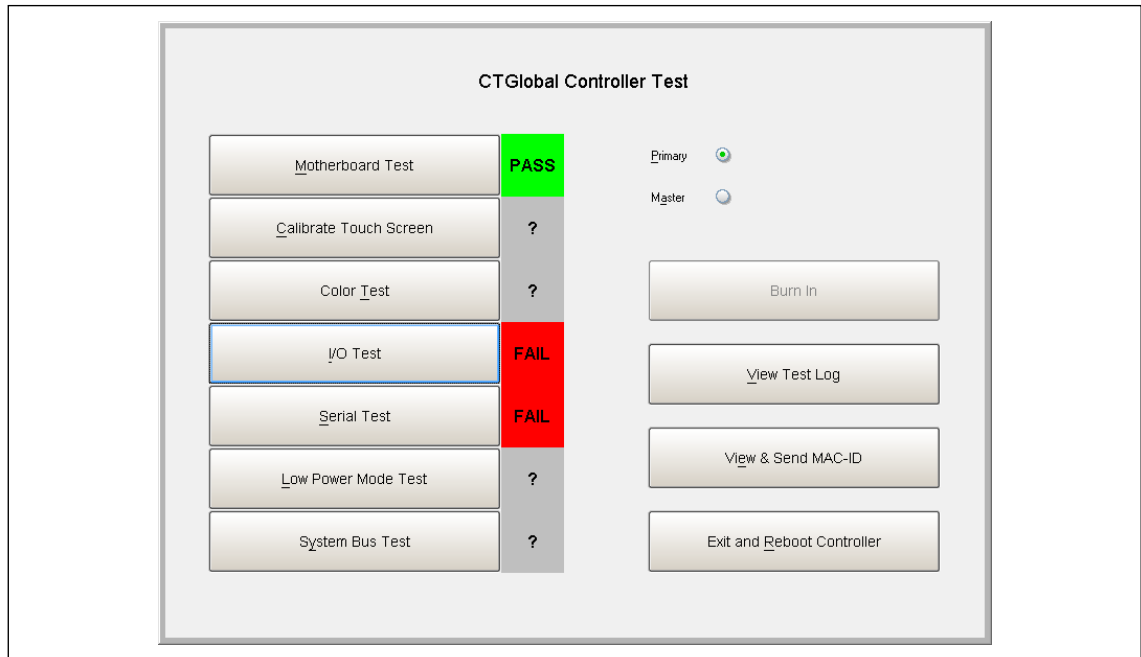 CTGlobal Controller Test
Motherboard Test PASS
Calibrate Touch Screen ?
Color Test ?
I/O Test FAIL
Serial Test FAIL
Low Power Mode Test ?
System Bus Test ?
Primary
Master
Burn In
View Test Log
View & Send MAC-ID
Exit and Reboot Controller